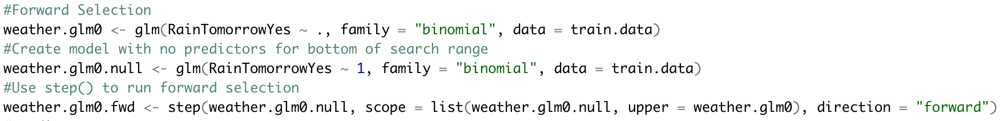 #Forward Selection
weather.glm0 <- glm(RainTomorrowYes ~ ., family = "binomial", data = train.data)
#Create model with no predictors for bottom of search range
weather.glm0.null <- glm(RainTomorrowYes ~ 1, family = "binomial", data = train.data)
#Use step() to run forward selection
weather.glm0.fwd <- step(weather.glm0.null, scope = list(weather.glm0.null, upper = weather.glm0), direction = "forward")